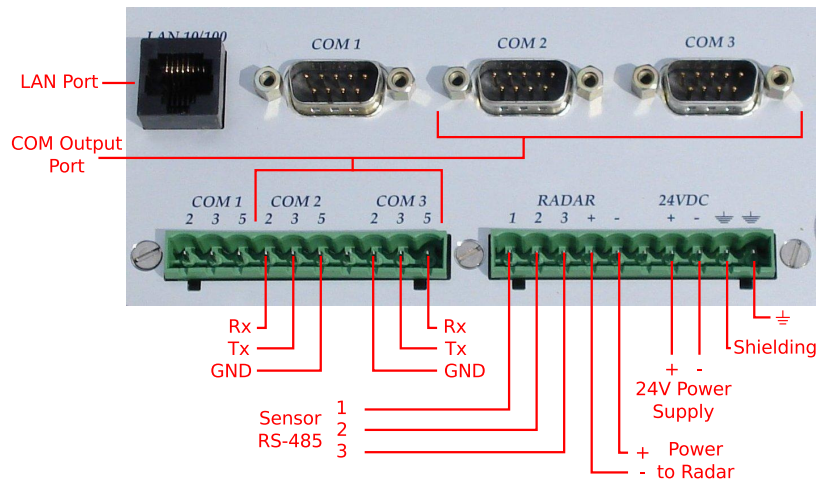 LAN 10/100
COM 1
COM 2
COM 3
LAN Port
COM Output
Port
COM 1 COM 2 COM 3 RADAR 24VDC
2 3 5 2 3 5 2 3 5 1 2 3 + - + -
Rx Rx
Tx Tx
GND GND
Shielding
+ -
24V Power
Supply
Sensor
RS-485
1
2
3
+ Power
- to Radar